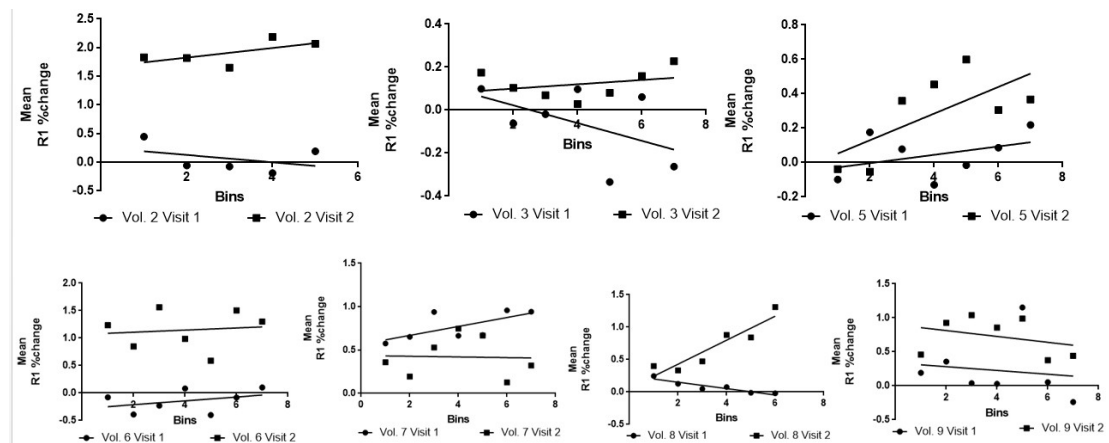 Mean
R1 %change
2.5
2.0
1.5
1.0
0.5
0.0
-0.5
2
4
6
Bins
Vol. 2 Visit 1
Vol. 2 Visit 2
Mean
R1 %change
0.4
0.2
0.0
-0.2
-0.4
2
4
6
8
Bins
Vol. 3 Visit 1
Vol. 3 Visit 2
Mean
R1 %change
0.8
0.6
0.4
0.2
0.0
-0.2
2
4
6
8
Bins
Vol. 5 Visit 1
Vol. 5 Visit 2
Mean
R1 %change
2.0
1.5
1.0
0.5
0.0
-0.5
2
4
6
8
Bins
Vol. 6 Visit 1
Vol. 6 Visit 2
Mean
R1 %change
1.5
1.0
0.5
0.0
0
2
4
6
8
Bins
Vol. 7 Visit 1
Vol. 7 Visit 2
Mean
R1 %change
1.5
1.0
0.5
0.0
-0.5
2
4
6
8
Bins
Vol. 8 Visit 1
Vol. 8 Visit 2
Mean
R1 %change
1.5
1.0
0.5
0.0
-0.5
2
4
6
8
Bins
Vol. 9 Visit 1
Vol. 9 Visit 2